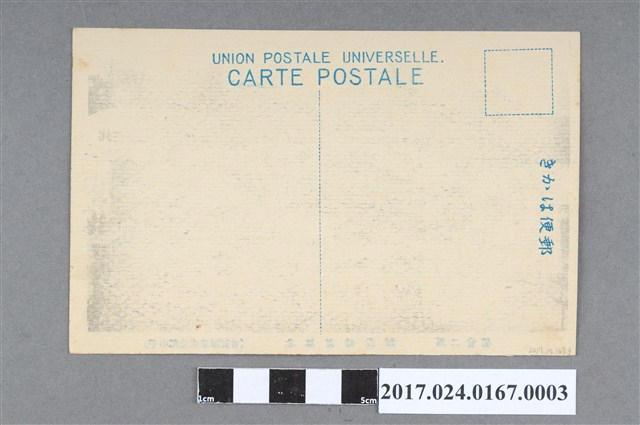 UNION POSTALE UNIVERSELLE.
CARTE POSTALE
きかは便郵
1cm
5cm
2017.024.0167.0003